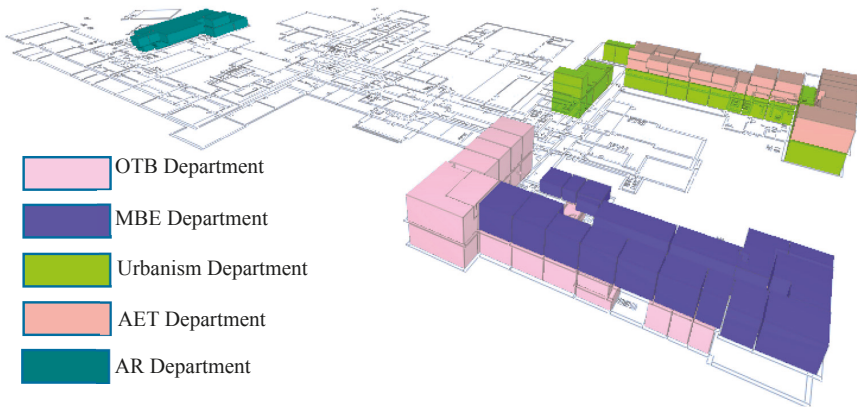 OTB Department
MBE Department
Urbanism Department
AET Department
AR Department